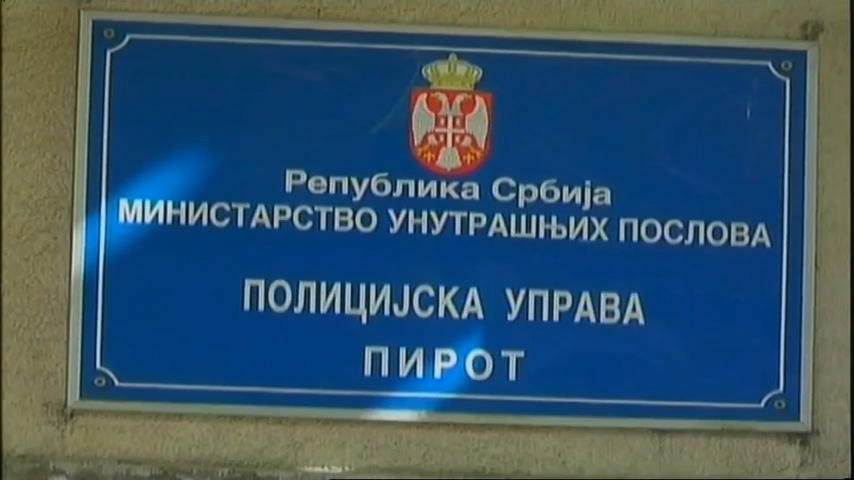 Република Србија
МИНИСТАРСТВО УНУТРАШЊИХ ПОСЛОВА
ПОЛИЦИЈСКА УПРАВА
ПИРОТ